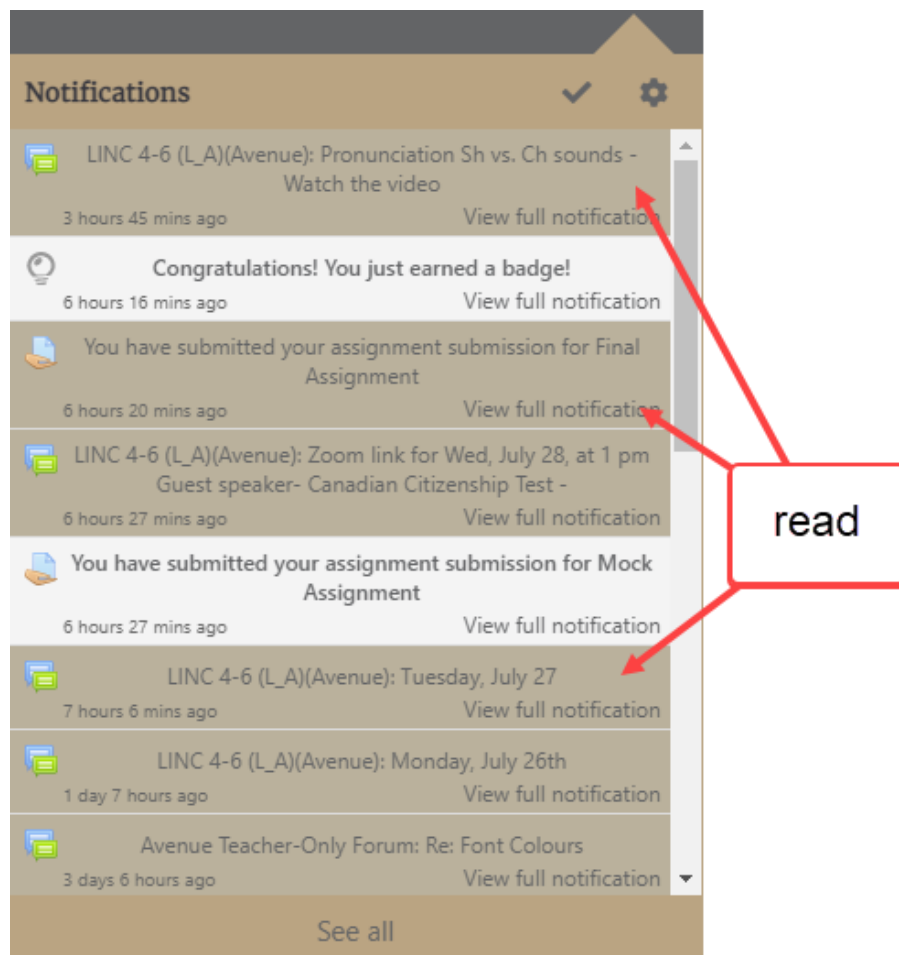 Notifications
LINC 4-6 (L_A)(Avenue): Pronunciation Sh vs. Ch sounds -
Watch the video
3 hours 45 mins ago View full notification
Congratulations! You just earned a badge!
6 hours 16 mins ago View full notification
You have submitted your assignment submission for Final
Assignment
6 hours 20 mins ago View full notification
LINC 4-6 (L_A)(Avenue): Zoom link for Wed, July 28, at 1 pm
Guest speaker- Canadian Citizenship Test -
6 hours 27 mins ago View full notification
You have submitted your assignment submission for Mock
Assignment
6 hours 27 mins ago View full notification
LINC 4-6 (L_A)(Avenue): Tuesday, July 27
7 hours 6 mins ago View full notification
LINC 4-6 (L_A)(Avenue): Monday, July 26th
1 day 7 hours ago View full notification
Avenue Teacher-Only Forum: Re: Font Colours
3 days 6 hours ago View full notification
See all
read